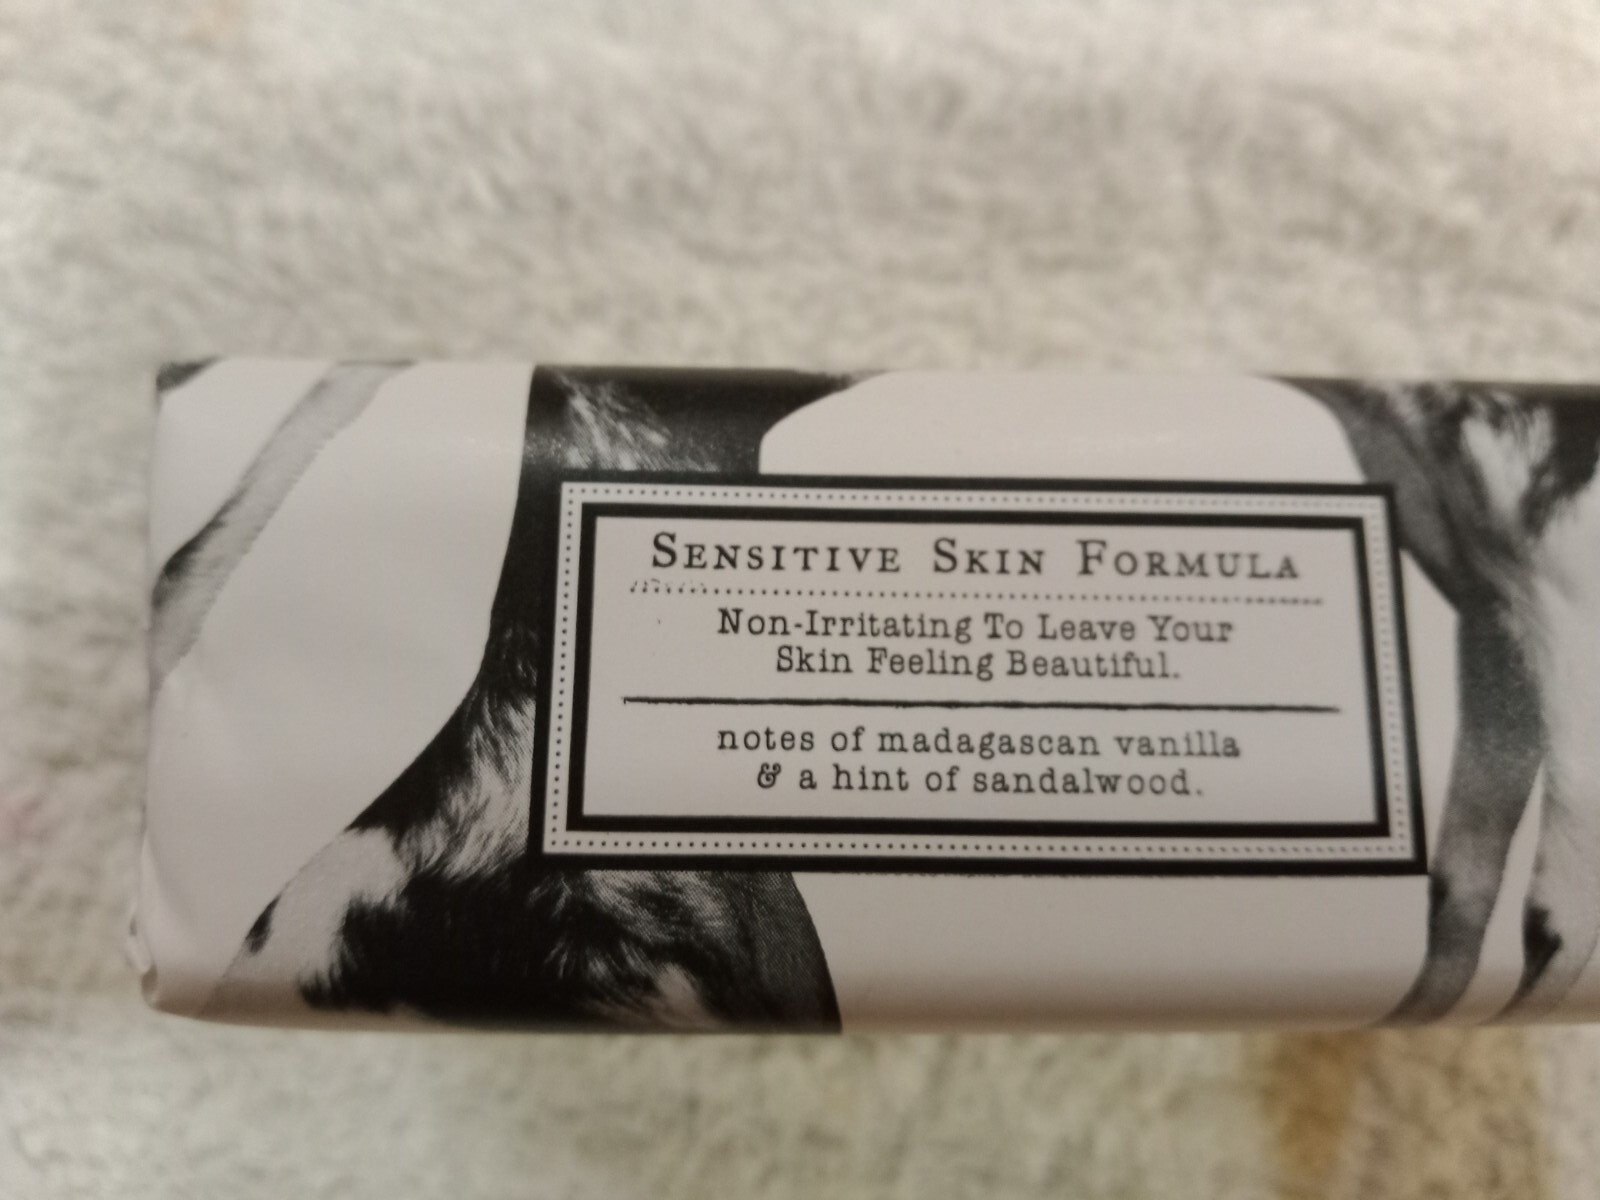 SENSITIVE SKIN FORMULA
Non-Irritating To Leave Your
Skin Feeling Beautiful.
notes of madagascan vanilla
& a hint of sandalwood.